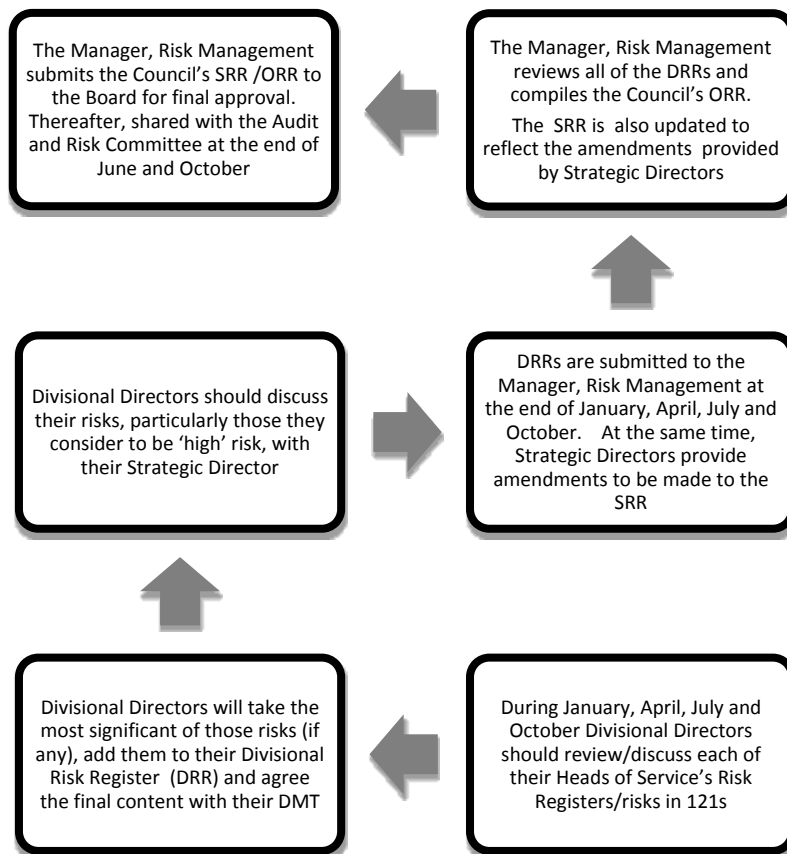 The Manager, Risk Management
submits the Council's SRR /ORR to
the Board for final approval.
Thereafter, shared with the Audit
and Risk Committee at the end of
June and October
The Manager, Risk Management
reviews all of the DRRs and
compiles the Council's ORR.
The SRR is also updated to
reflect the amendments provided
by Strategic Directors
Divisional Directors should discuss
their risks, particularly those they
consider to be 'high' risk, with
their Strategic Director
DRRs are submitted to the
Manager, Risk Management at
the end of January, April, July and
October. At the same time,
Strategic Directors provide
amendments to be made to the
SRR
Divisional Directors will take the
most significant of those risks (if
any), add them to their Divisional
Risk Register (DRR) and agree
the final content with their DMT
During January, April, July and
October Divisional Directors
should review/discuss each of
their Heads of Service's Risk
Registers/risks in 121s